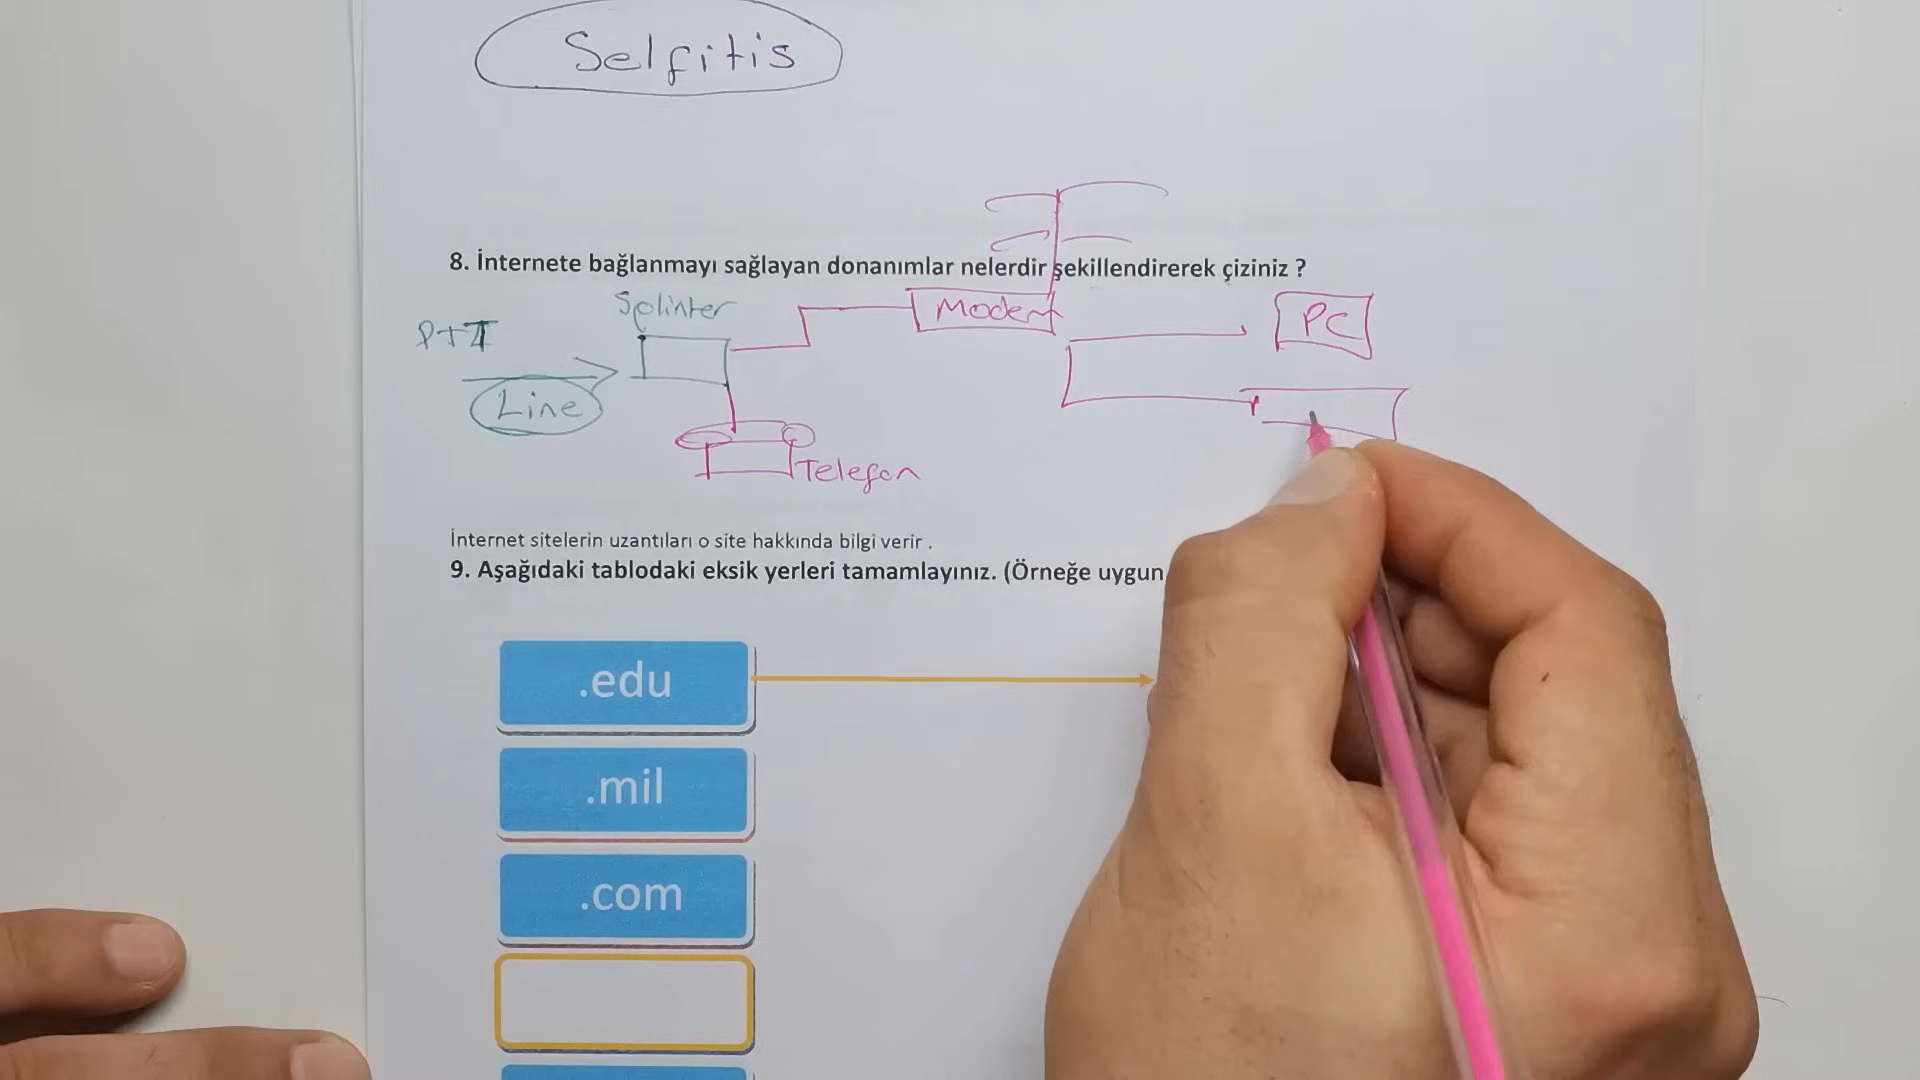 Selfitis
8. İnternete bağlanmayı sağlayan donanımlar nelerdir şekillendirerek çiziniz ?
Splinter
Modem
PC
PTT
Line
Telefon
İnternet sitelerin uzantıları o site hakkında bilgi verir .
9. Aşağıdaki tablodaki eksik yerleri tamamlayınız. (Örneğe uygun
.edu
.mil
.com